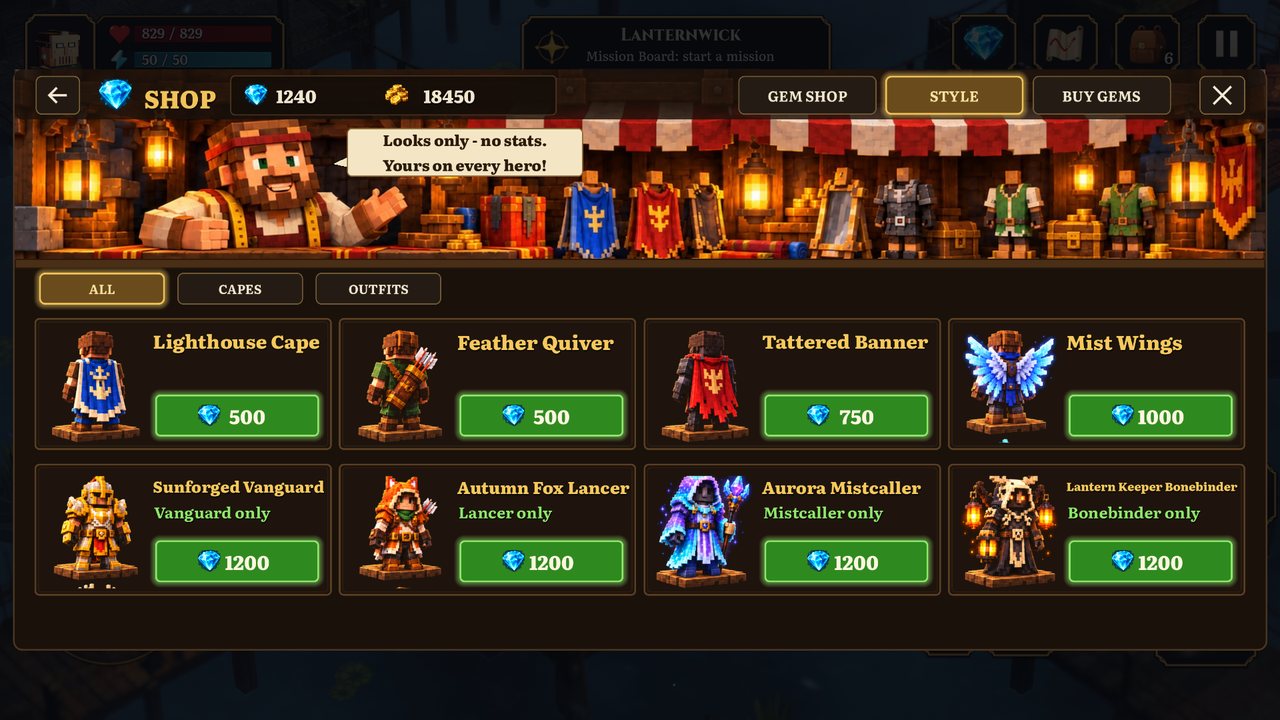 829 / 829
50 / 50
LANTERNWICK
Mission Board: start a mission
6
SHOP
1240
18450
GEM SHOP
STYLE
BUY GEMS
Looks only - no stats.
Yours on every hero!
ALL
CAPES
OUTFITS
Lighthouse Cape
500
Feather Quiver
500
Tattered Banner
750
Mist Wings
1000
Sunforged Vanguard
Vanguard only
1200
Autumn Fox Lancer
Lancer only
1200
Aurora Mistcaller
Mistcaller only
1200
Lantern Keeper Bonebinder
Bonebinder only
1200